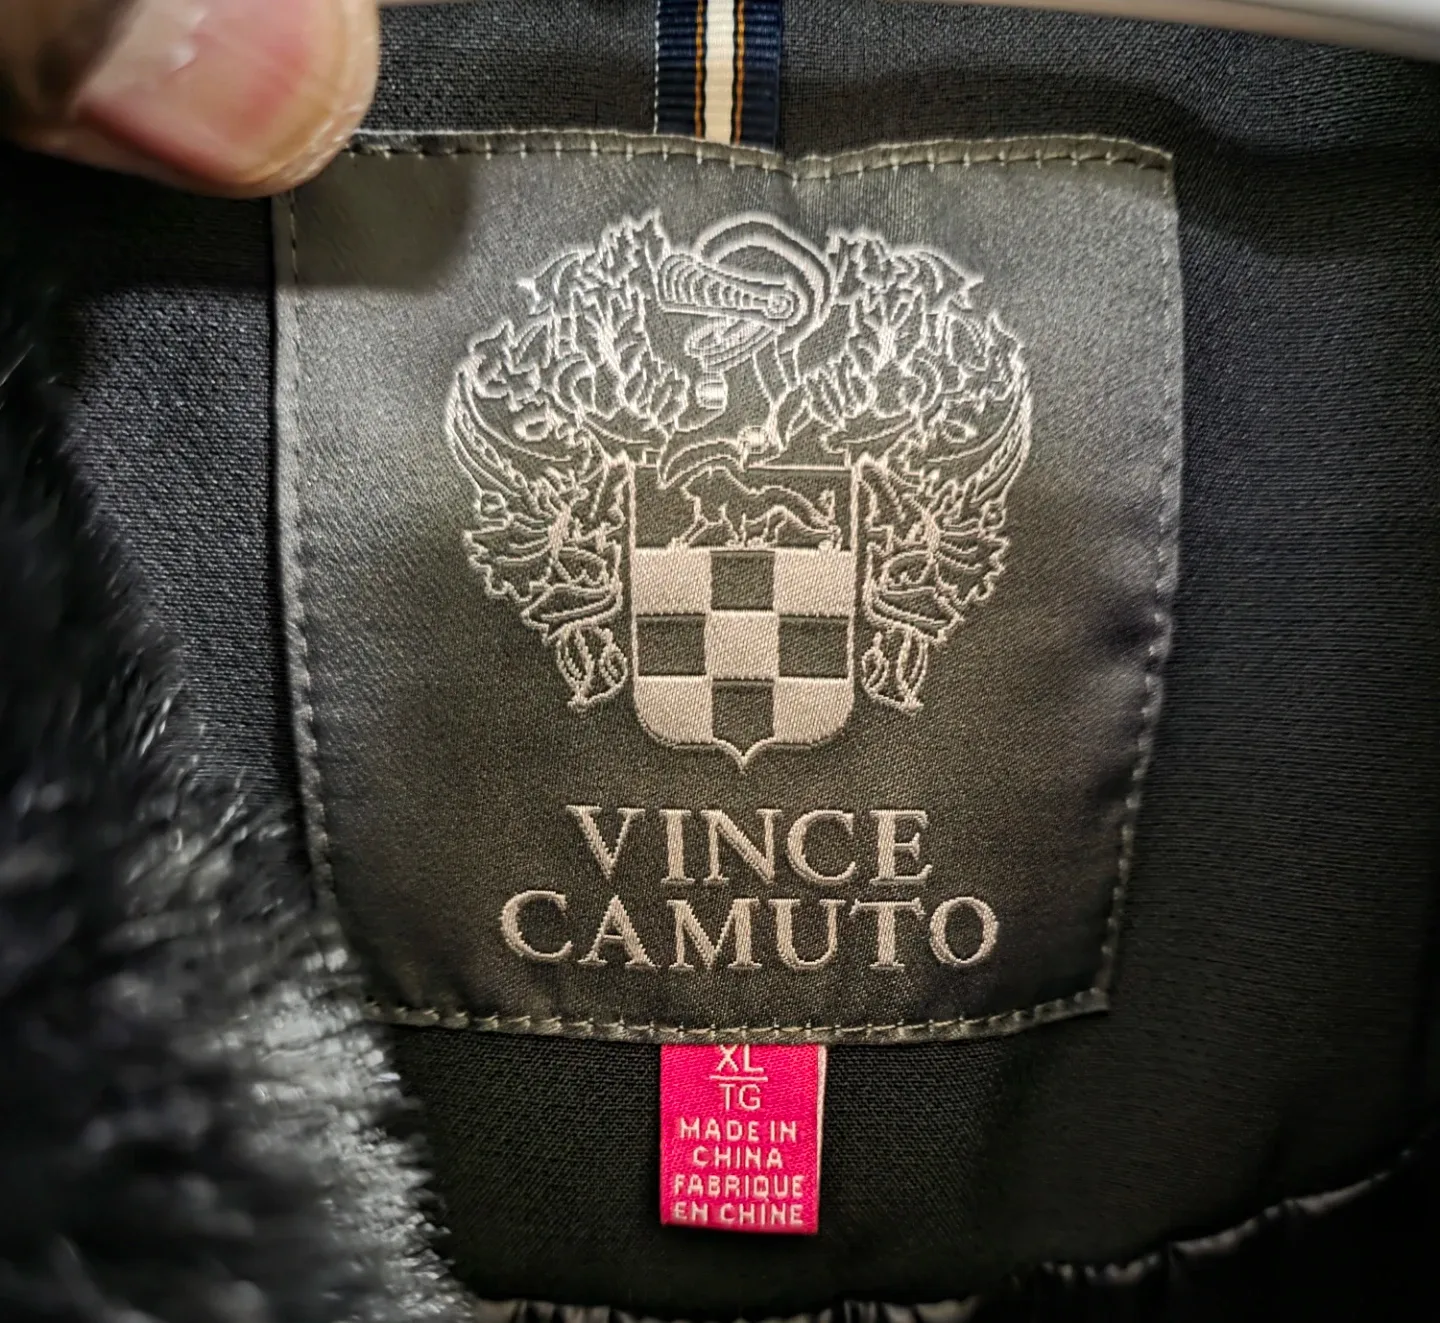 VINCE
CAMUTO
XL
TG
MADE IN
CHINA
FABRIQUE
EN CHINE